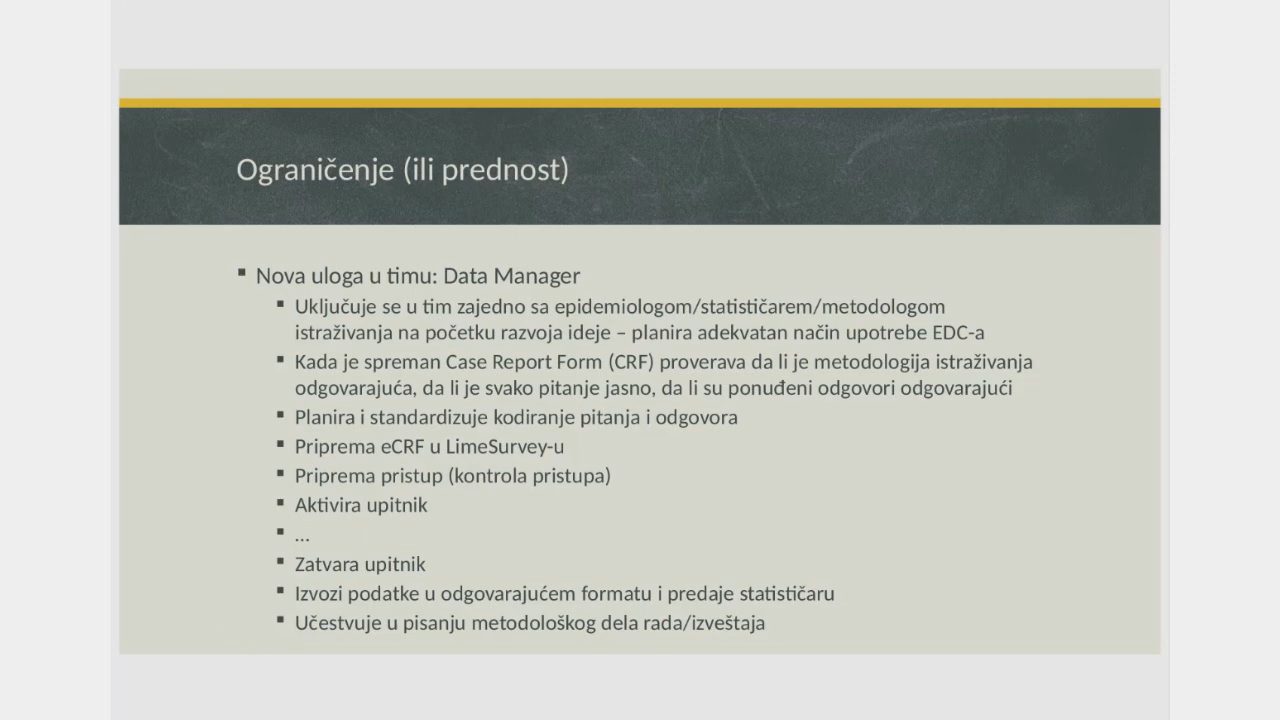 Ograničenje (ili prednost)
▪ Nova uloga u timu: Data Manager
▪ Uključuje se u tim zajedno sa epidemiologom/statističarem/metodologom
istraživanja na početku razvoja ideje – planira adekvatan način upotrebe EDC-a
▪ Kada je spreman Case Report Form (CRF) proverava da li je metodologija istraživanja
odgovarajuća, da li je svako pitanje jasno, da li su ponuđeni odgovori odgovarajući
▪ Planira i standardizuje kodiranje pitanja i odgovora
▪ Priprema eCRF u LimeSurvey-u
▪ Priprema pristup (kontrola pristupa)
▪ Aktivira upitnik
▪ ...
▪ Zatvara upitnik
▪ Izvozi podatke u odgovarajućem formatu i predaje statističaru
▪ Učestvuje u pisanju metodološkog dela rada/izveštaja